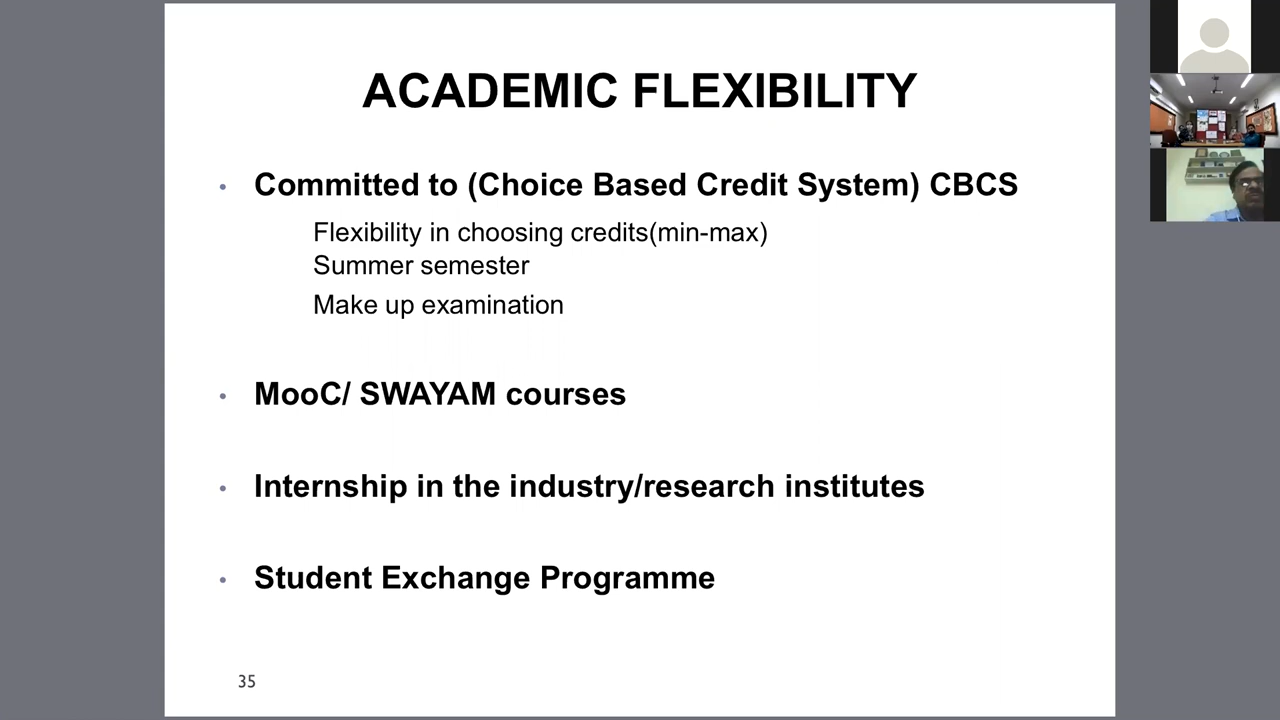 ACADEMIC FLEXIBILITY
• Committed to (Choice Based Credit System) CBCS
Flexibility in choosing credits(min-max)
Summer semester
Make up examination
• MooC/ SWAYAM courses
• Internship in the industry/research institutes
• Student Exchange Programme
35